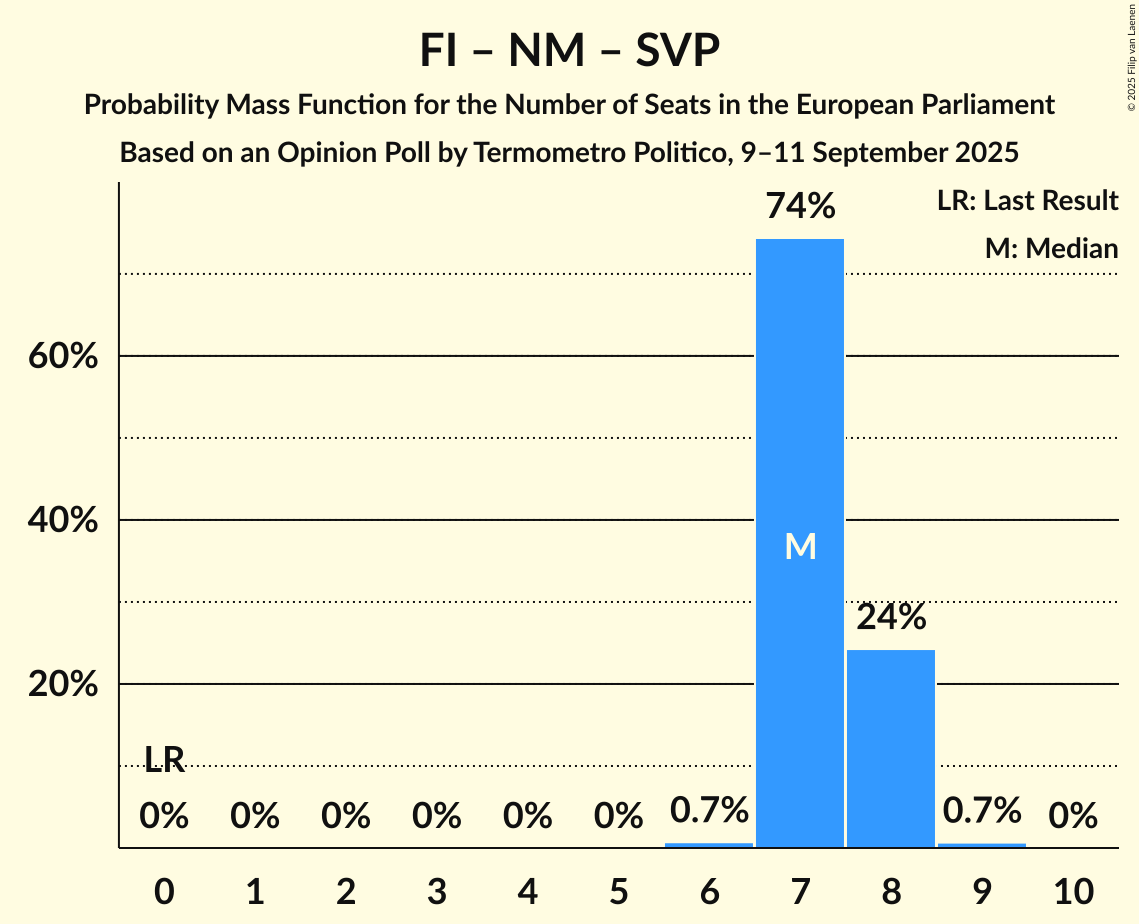 FI – NM – SVP
Probability Mass Function for the Number of Seats in the European Parliament
Based on an Opinion Poll by Termometro Politico, 9–11 September 2025
© 2025 Filip van Laenen
LR: Last Result
M: Median
74%
60%
40%
M
24%
20%
LR
0% 0% 0% 0% 0% 0% 0.7% 0.7% 0%
0 1 2 3 4 5 6 7 8 9 10